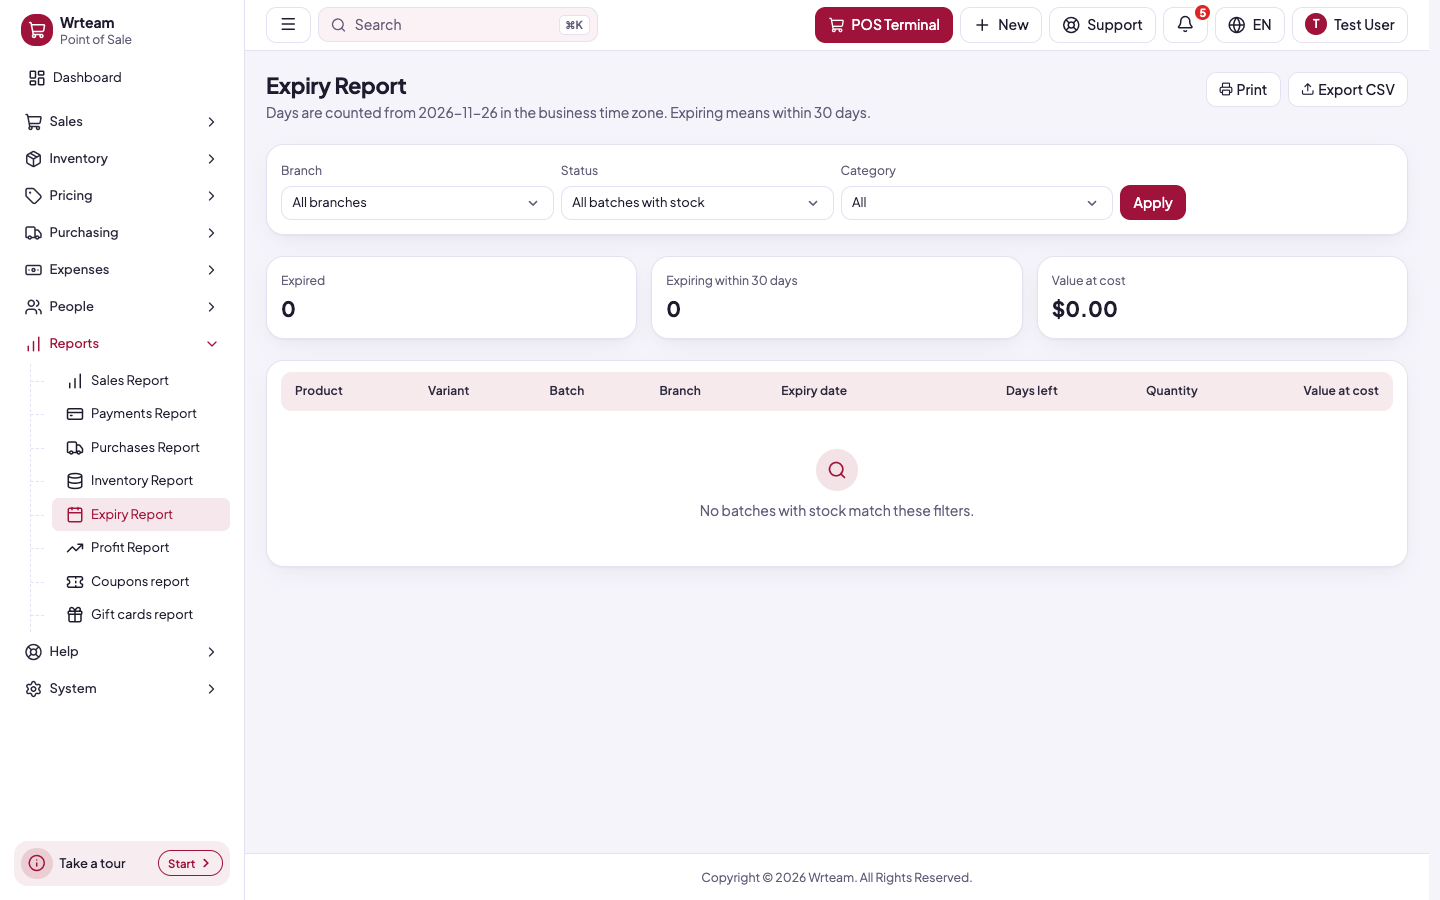 Wrteam
Point of Sale
Search
⌘K
POS Terminal
New
Support
5
EN
T
Test User
Dashboard
Sales
Inventory
Pricing
Purchasing
Expenses
People
Reports
Sales Report
Payments Report
Purchases Report
Inventory Report
Expiry Report
Profit Report
Coupons report
Gift cards report
Help
System
Take a tour
Start
Expiry Report
Days are counted from 2026-11-26 in the business time zone. Expiring means within 30 days.
Print
Export CSV
Branch
Status
Category
All branches
All batches with stock
All
Apply
Expired
0
Expiring within 30 days
0
Value at cost
$0.00
Product Variant Batch Branch Expiry date Days left Quantity Value at cost
No batches with stock match these filters.
Copyright © 2026 Wrteam. All Rights Reserved.